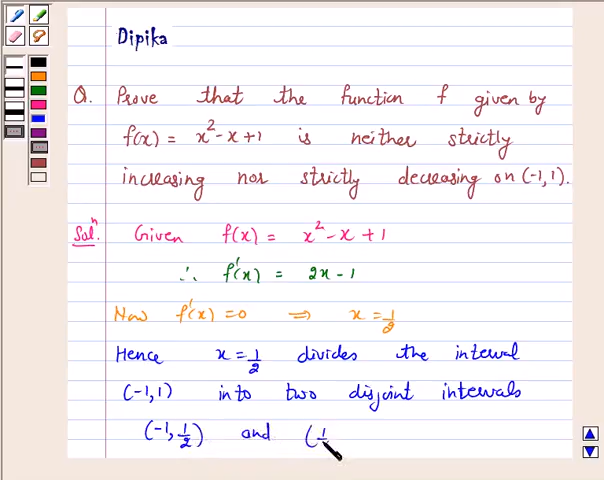 Dipika
Q. Prove that the function f given by
f(x) = x² - x + 1 is neither strictly
increasing nor strictly decreasing on (-1, 1).
Solⁿ. Given f(x) = x² - x + 1
∴ f'(x) = 2x - 1
Now f'(x) = 0 ⇒ x = 1/2
Hence x = 1/2 divides the interval
(-1, 1) into two disjoint intervals
(-1, 1/2) and (1